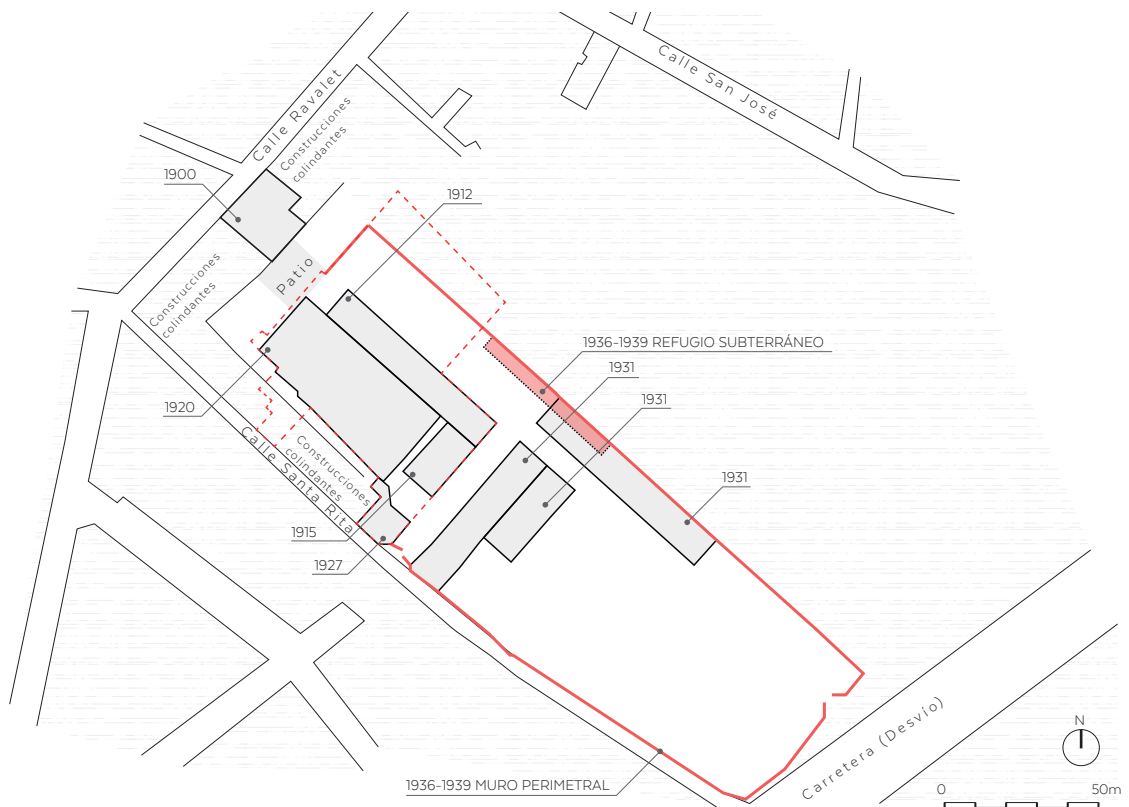 Calle San José
Calle Ravalet
Construcciones
colindantes
1900
1912
Patio
Construcciones
colindantes
1936-1939 REFUGIO SUBTERRÁNEO
1931
1931
1920
Construcciones
colindantes
Calle Santa Rita
1931
1915
1927
Carretera (Desvío)
N
1936-1939 MURO PERIMETRAL
0
50m